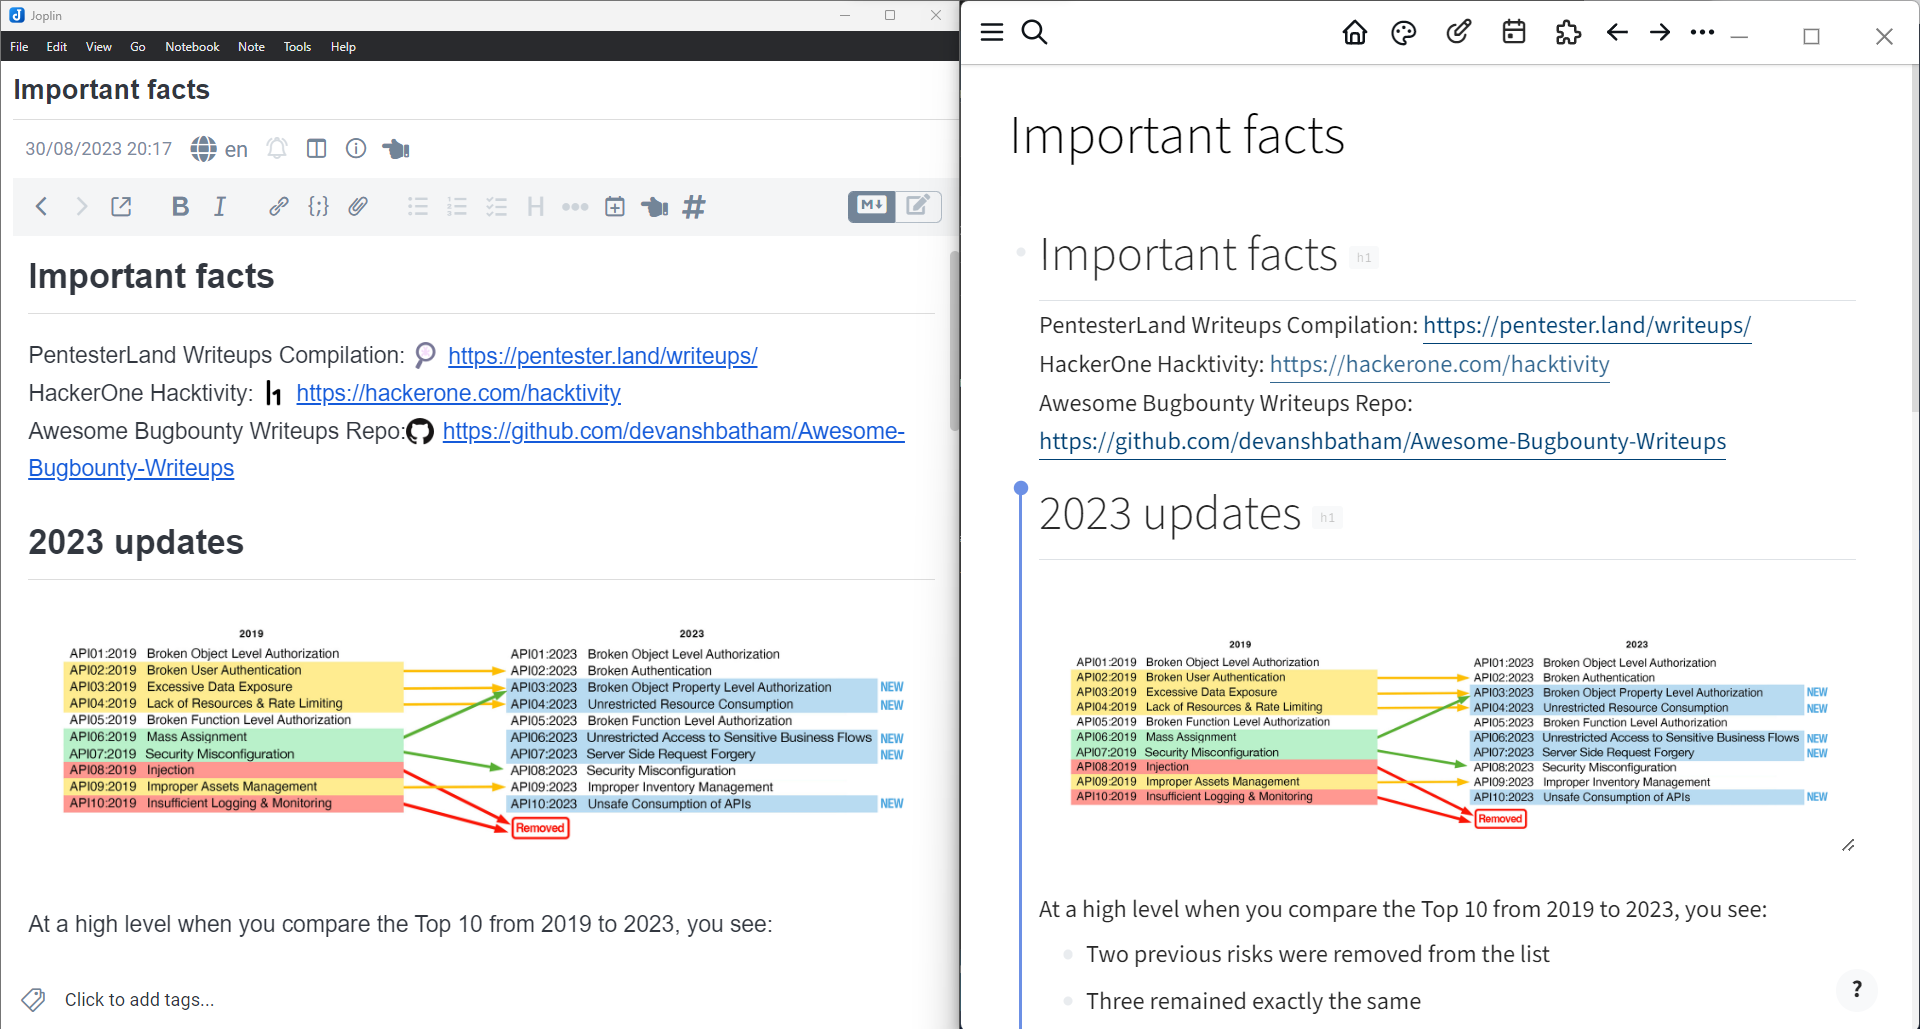 Joplin
File Edit View Go Notebook Note Tools Help
Important facts
30/08/2023 20:17 en
B I {;} H # M↓
Important facts
PentesterLand Writeups Compilation: https://pentester.land/writeups/
HackerOne Hacktivity: h1 https://hackerone.com/hacktivity
Awesome Bugbounty Writeups Repo: https://github.com/devanshbatham/Awesome-
Bugbounty-Writeups
2023 updates
2019 2023
API01:2019 Broken Object Level Authorization API01:2023 Broken Object Level Authorization
API02:2019 Broken User Authentication API02:2023 Broken Authentication
API03:2019 Excessive Data Exposure API03:2023 Broken Object Property Level Authorization NEW
API04:2019 Lack of Resources & Rate Limiting API04:2023 Unrestricted Resource Consumption NEW
API05:2019 Broken Function Level Authorization API05:2023 Broken Function Level Authorization
API06:2019 Mass Assignment API06:2023 Unrestricted Access to Sensitive Business Flows NEW
API07:2019 Security Misconfiguration API07:2023 Server Side Request Forgery NEW
API08:2019 Injection API08:2023 Security Misconfiguration
API09:2019 Improper Assets Management API09:2023 Improper Inventory Management
API10:2019 Insufficient Logging & Monitoring API10:2023 Unsafe Consumption of APIs NEW
Removed
At a high level when you compare the Top 10 from 2019 to 2023, you see:
Click to add tags...
Important facts
Important facts h1
PentesterLand Writeups Compilation: https://pentester.land/writeups/
HackerOne Hacktivity: https://hackerone.com/hacktivity
Awesome Bugbounty Writeups Repo:
https://github.com/devanshbatham/Awesome-Bugbounty-Writeups
2023 updates h1
2019 2023
API01:2019 Broken Object Level Authorization API01:2023 Broken Object Level Authorization
API02:2019 Broken User Authentication API02:2023 Broken Authentication
API03:2019 Excessive Data Exposure API03:2023 Broken Object Property Level Authorization NEW
API04:2019 Lack of Resources & Rate Limiting API04:2023 Unrestricted Resource Consumption NEW
API05:2019 Broken Function Level Authorization API05:2023 Broken Function Level Authorization
API06:2019 Mass Assignment API06:2023 Unrestricted Access to Sensitive Business Flows NEW
API07:2019 Security Misconfiguration API07:2023 Server Side Request Forgery NEW
API08:2019 Injection API08:2023 Security Misconfiguration
API09:2019 Improper Assets Management API09:2023 Improper Inventory Management
API10:2019 Insufficient Logging & Monitoring API10:2023 Unsafe Consumption of APIs NEW
Removed
At a high level when you compare the Top 10 from 2019 to 2023, you see:
Two previous risks were removed from the list
Three remained exactly the same
?